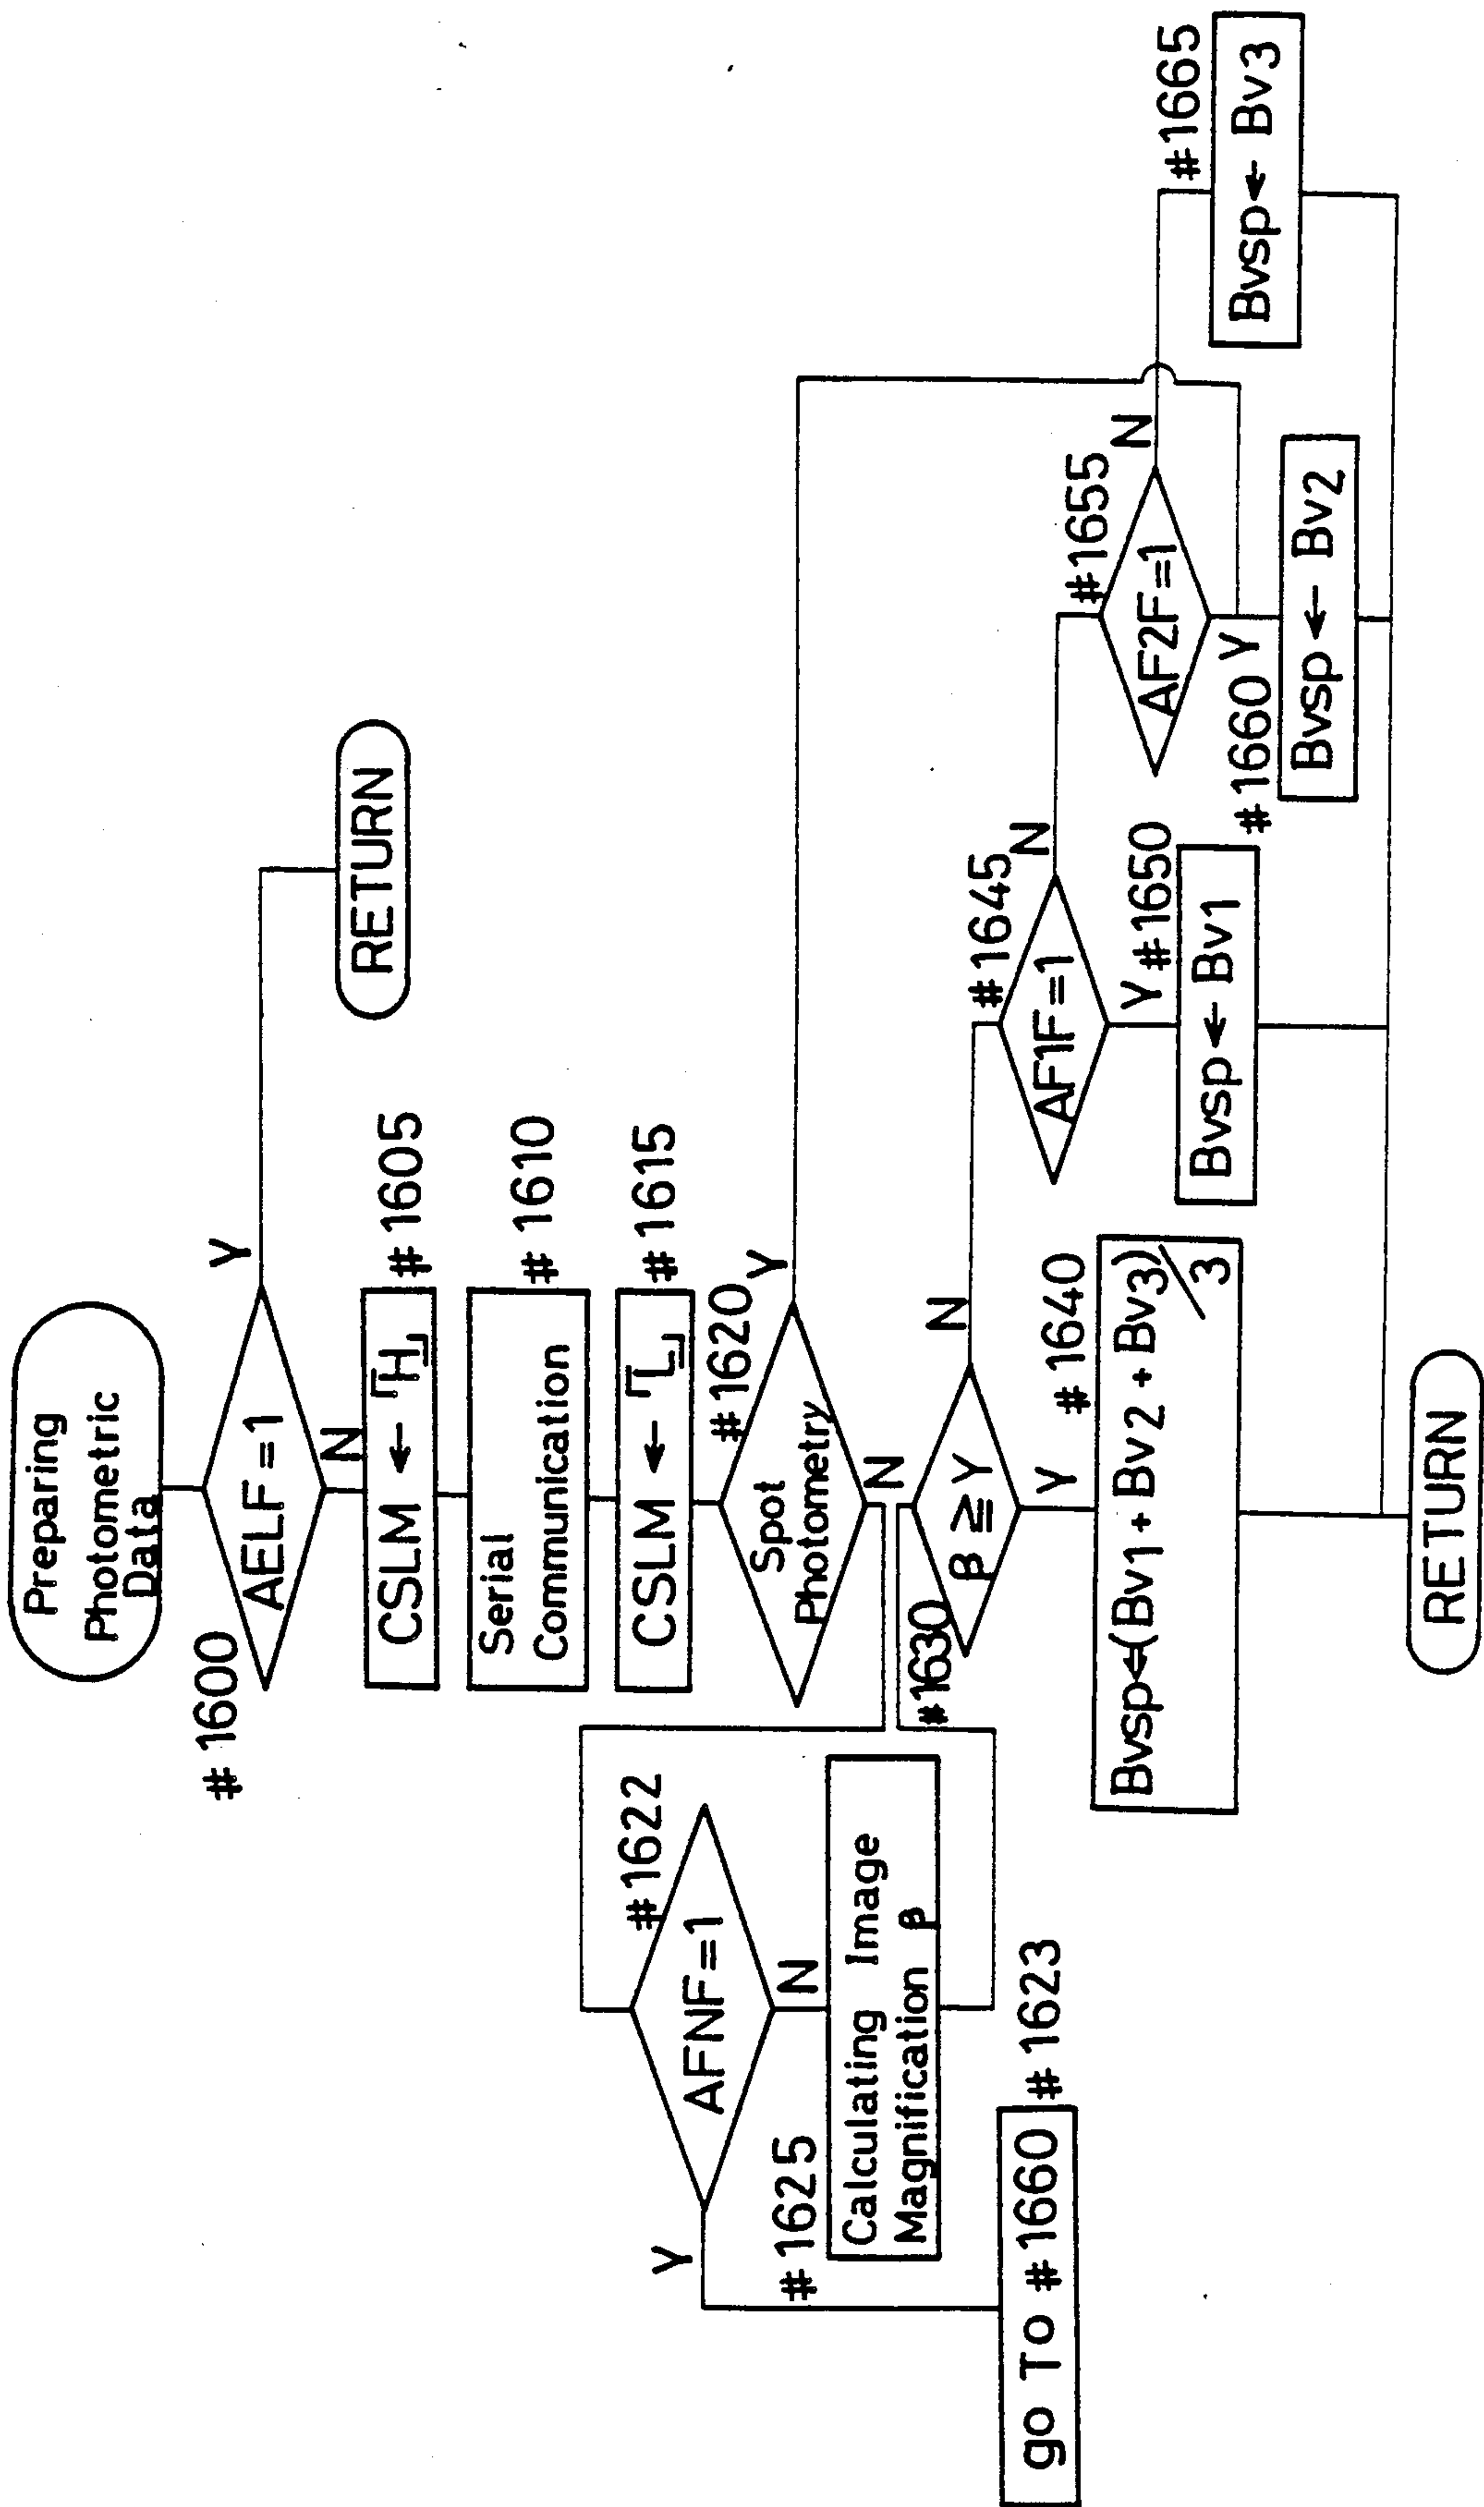 Preparing
Photometric
Data
#1600
AELF=1
Y
RETURN
N
CSLM ← 「H」
#1605
Serial
Communication
#1610
CSLM ← 「L」
#1615
Spot
Photometry
#1620
Y
N
#1622
AFNF=1
Y
N
#1625
Calculating Image
Magnification β
go To #1660
#1623
#1630
B ≧ Y
N
Y
#1640
Bvsp←(Bv1 + Bv2 + Bv3)/3
#1645
AF1F=1
N
Y
#1650
Bvsp ← Bv1
#1655
AF2F=1
N
Y
#1660
Bvsp ← Bv2
#1665
Bvsp ← Bv3
RETURN